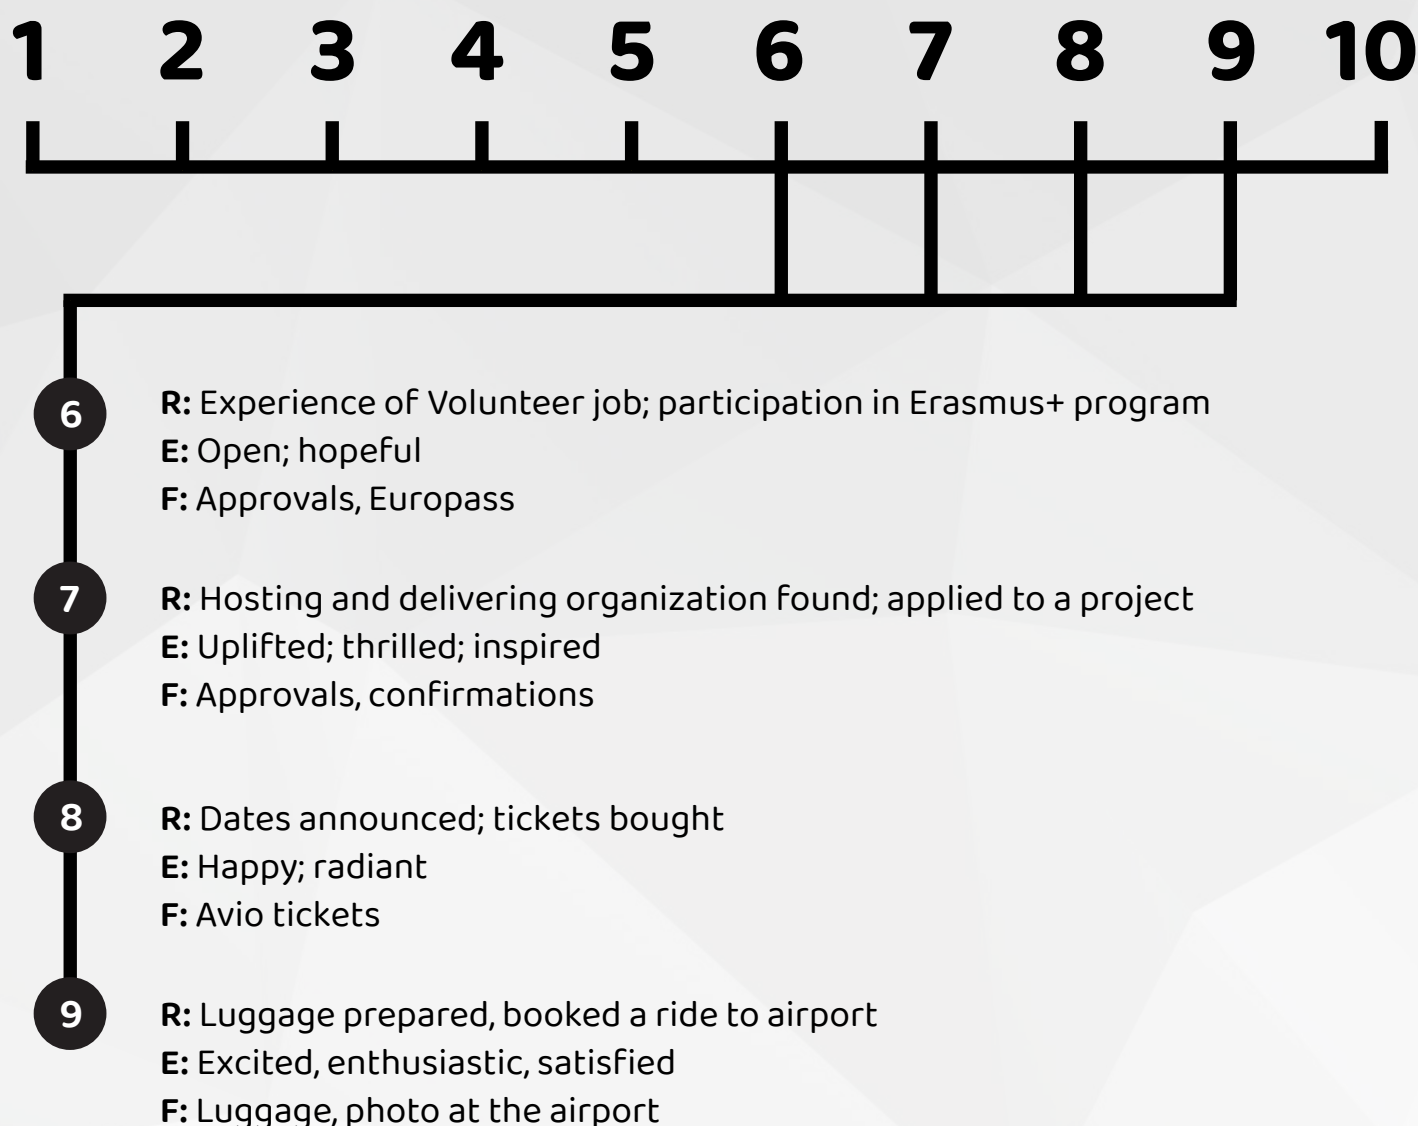 1 2 3 4 5 6 7 8 9 10
6
R: Experience of Volunteer job; participation in Erasmus+ program
E: Open; hopeful
F: Approvals, Europass
7
R: Hosting and delivering organization found; applied to a project
E: Uplifted; thrilled; inspired
F: Approvals, confirmations
8
R: Dates announced; tickets bought
E: Happy; radiant
F: Avio tickets
9
R: Luggage prepared, booked a ride to airport
E: Excited, enthusiastic, satisfied
F: Luggage, photo at the airport